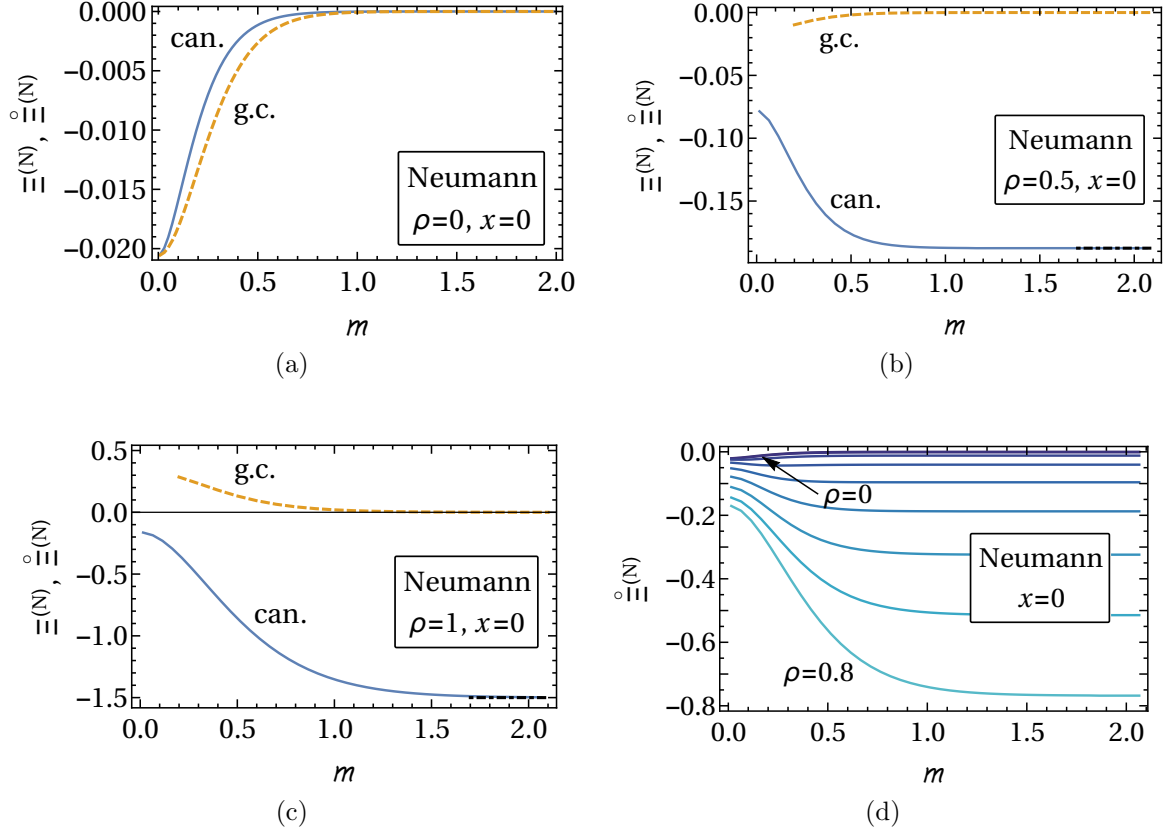 0.000
−0.005
−0.010
−0.015
−0.020
0.0 0.5 1.0 1.5 2.0
Ξ(N), Ξ̊(N)
can.
g.c.
Neumann
ρ=0, x=0
m
(a)
0.00
−0.05
−0.10
−0.15
0.0 0.5 1.0 1.5 2.0
Ξ(N), Ξ̊(N)
g.c.
can.
Neumann
ρ=0.5, x=0
m
(b)
0.5
0.0
−0.5
−1.0
−1.5
0.0 0.5 1.0 1.5 2.0
Ξ(N), Ξ̊(N)
g.c.
can.
Neumann
ρ=1, x=0
m
(c)
0.0
−0.2
−0.4
−0.6
−0.8
0.0 0.5 1.0 1.5 2.0
Ξ̊(N)
ρ=0
Neumann
x=0
ρ=0.8
m
(d)